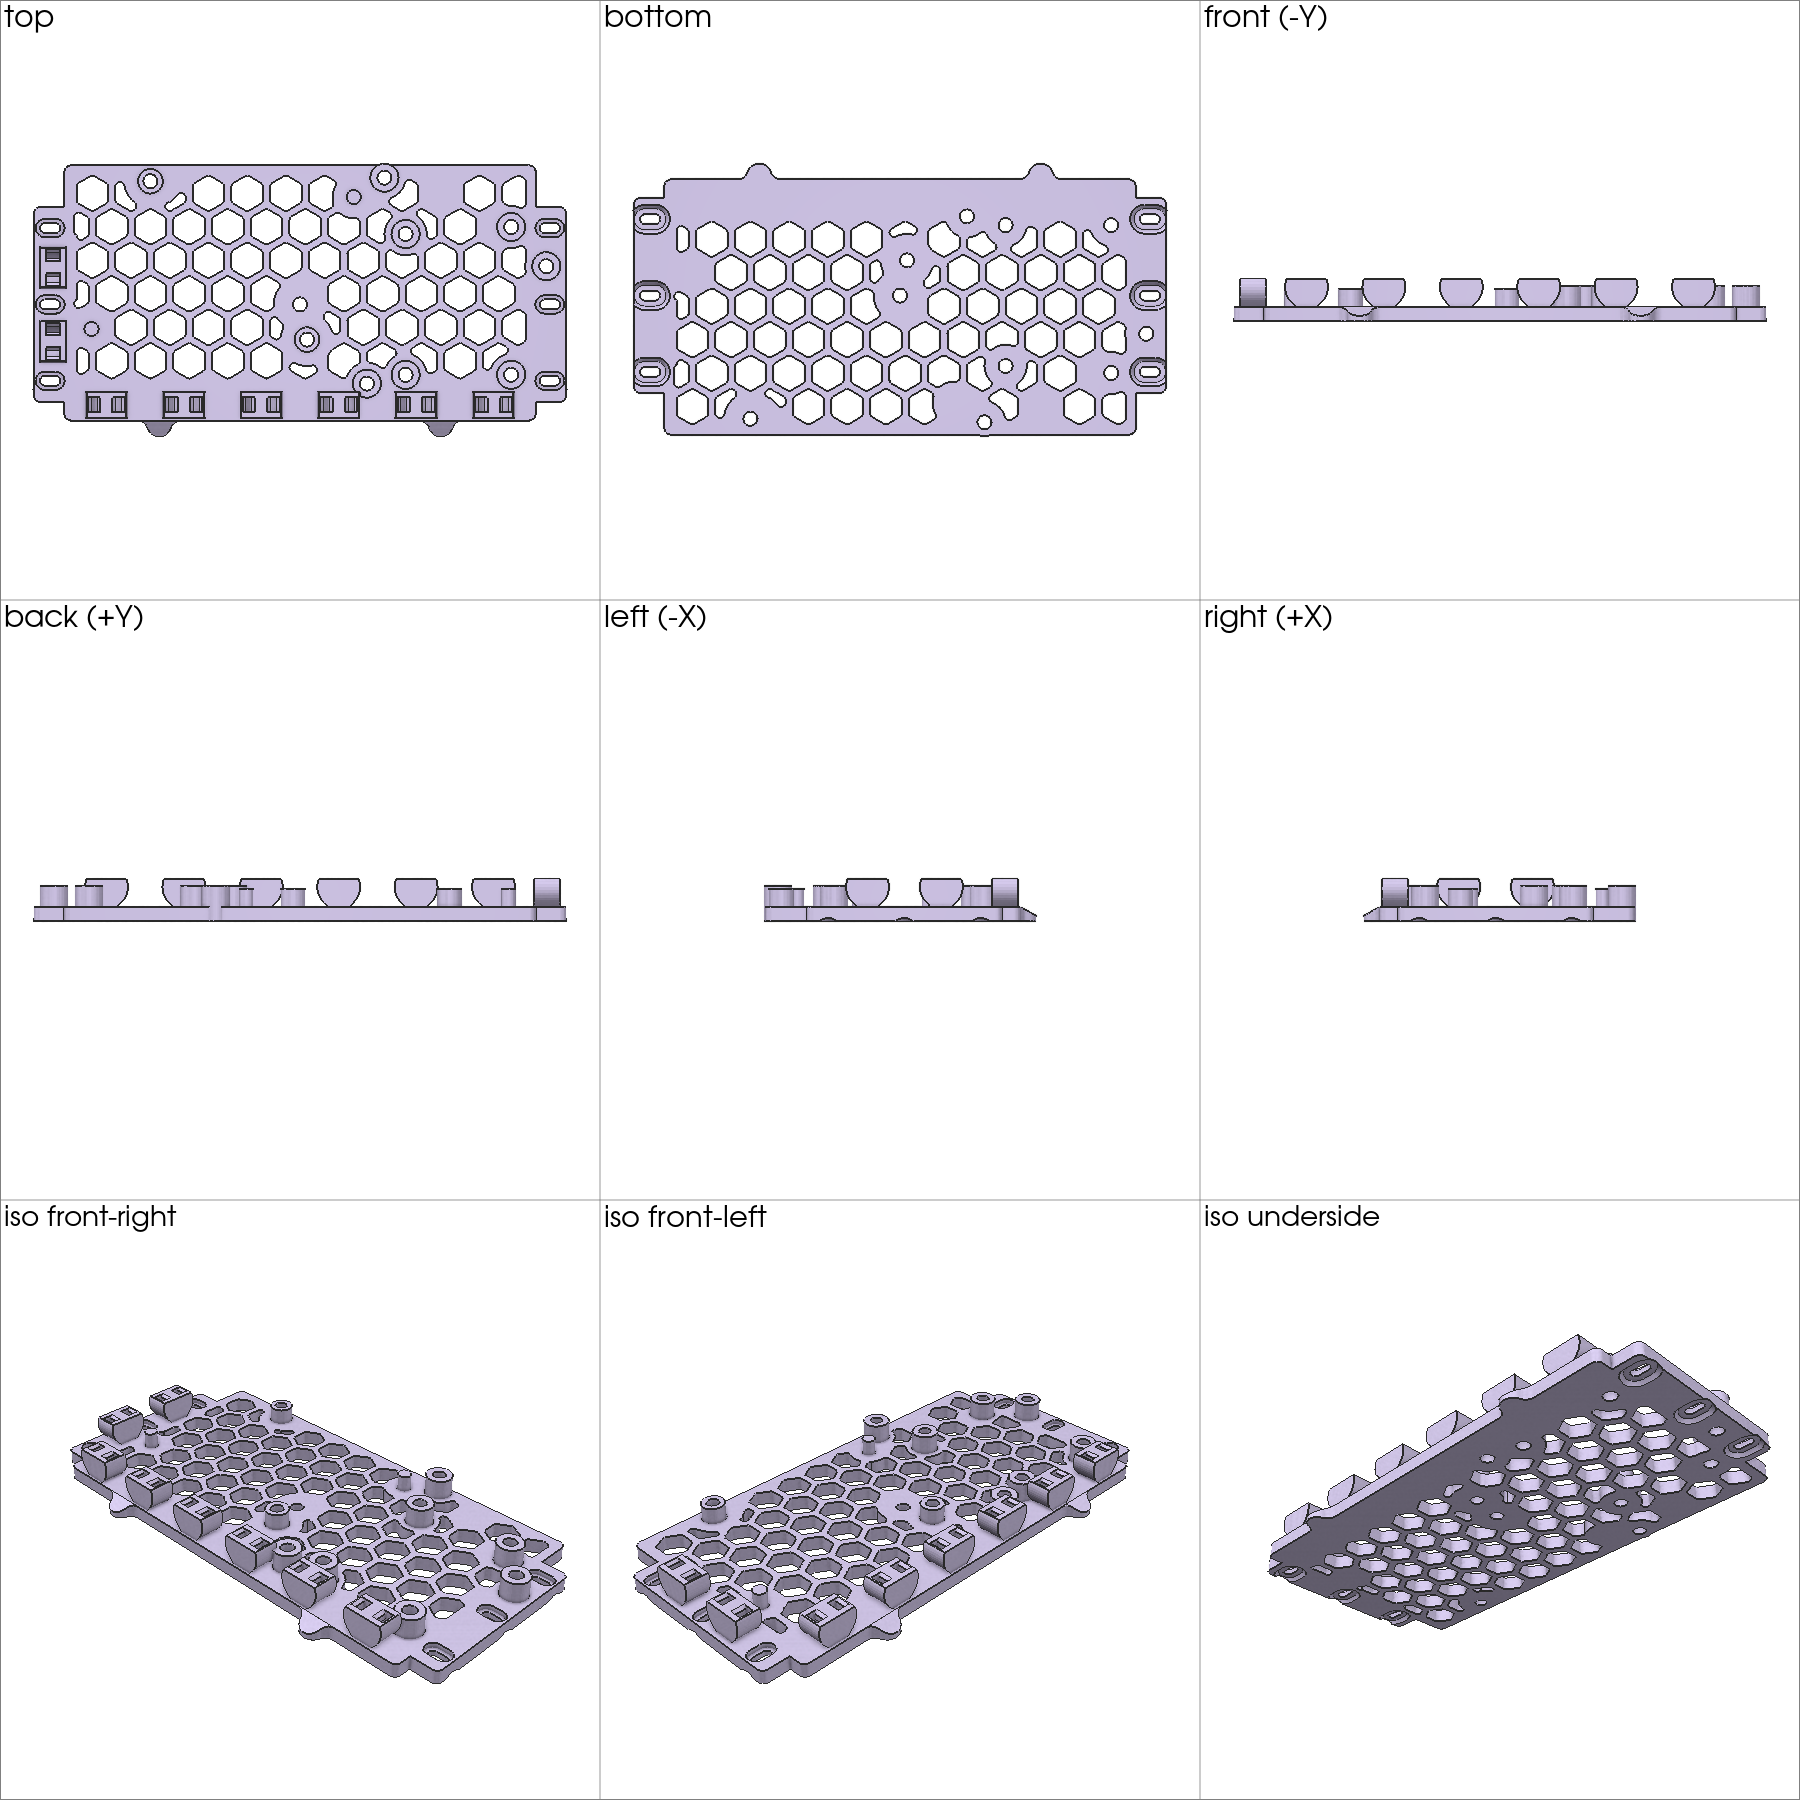 top
bottom
front (-Y)
back (+Y)
left (-X)
right (+X)
iso front-right
iso front-left
iso underside